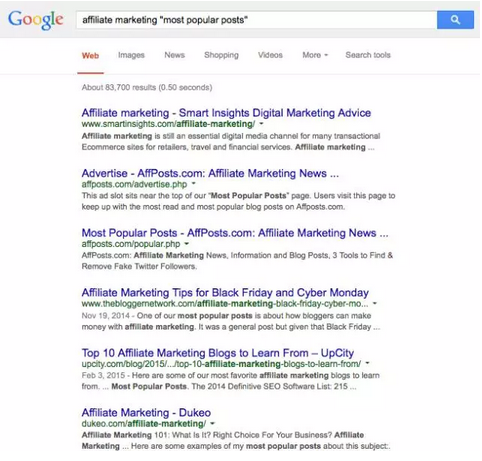 Google affiliate marketing "most popular posts"
Web Images News Shopping Videos More Search tools
About 83,700 results (0.50 seconds)
Affiliate marketing - Smart Insights Digital Marketing Advice
www.smartinsights.com/affiliate-marketing/
Affiliate marketing is still an essential digital media channel for many transactional
Ecommerce sites for retailers, travel and financial services. Affiliate marketing ...
Advertise - AffPosts.com: Affiliate Marketing News ...
affposts.com/advertise.php
This ad slot sits near the top of our "Most Popular Posts" page. Users visit this page to
keep up with the most read and most popular blog posts on Affposts.com.
Most Popular Posts - AffPosts.com: Affiliate Marketing News ...
affposts.com/popular.php
AffPosts.com: Affiliate Marketing News, Information and Blog Posts, 3 Tools to Find &
Remove Fake Twitter Followers.
Affiliate Marketing Tips for Black Friday and Cyber Monday
www.thebloggernetwork.com/affiliate-marketing-black-friday-cyber-mo...
Nov 19, 2014 - One of our most popular posts is about how bloggers can make
money with affiliate marketing. It was a general post but given that Black Friday ...
Top 10 Affiliate Marketing Blogs to Learn From – UpCity
upcity.com/blog/2015/.../top-10-affiliate-marketing-blogs-to-learn-from/
Feb 3, 2015 - Here are some of our most favorite affiliate marketing blogs to learn
from. ... Most Popular Posts. The 2014 Definitive SEO Software List: 215 ...
Affiliate Marketing - Dukeo
dukeo.com/affiliate-marketing/
Affiliate Marketing 101: What Is It? Right Choice For Your Business? Affiliate
Marketing ... Here are some examples of my most popular posts about this subject:.